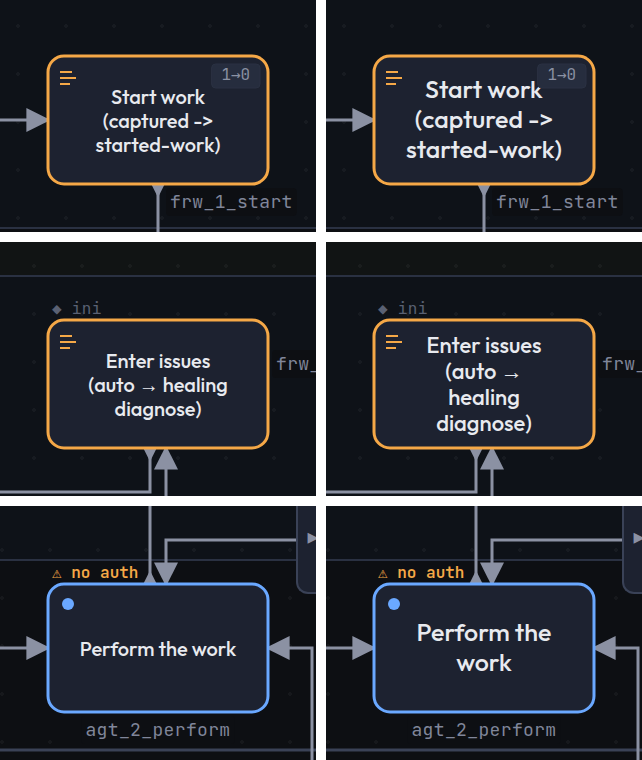 1→0
Start work
(captured ->
started-work)
frw_1_start
1→0
Start work
(captured ->
started-work)
frw_1_start
◆ ini
Enter issues
(auto → healing
diagnose)
frw_
◆ ini
Enter issues
(auto →
healing
diagnose)
frw_
⚠ no auth
Perform the work
agt_2_perform
⚠ no auth
Perform the
work
agt_2_perform